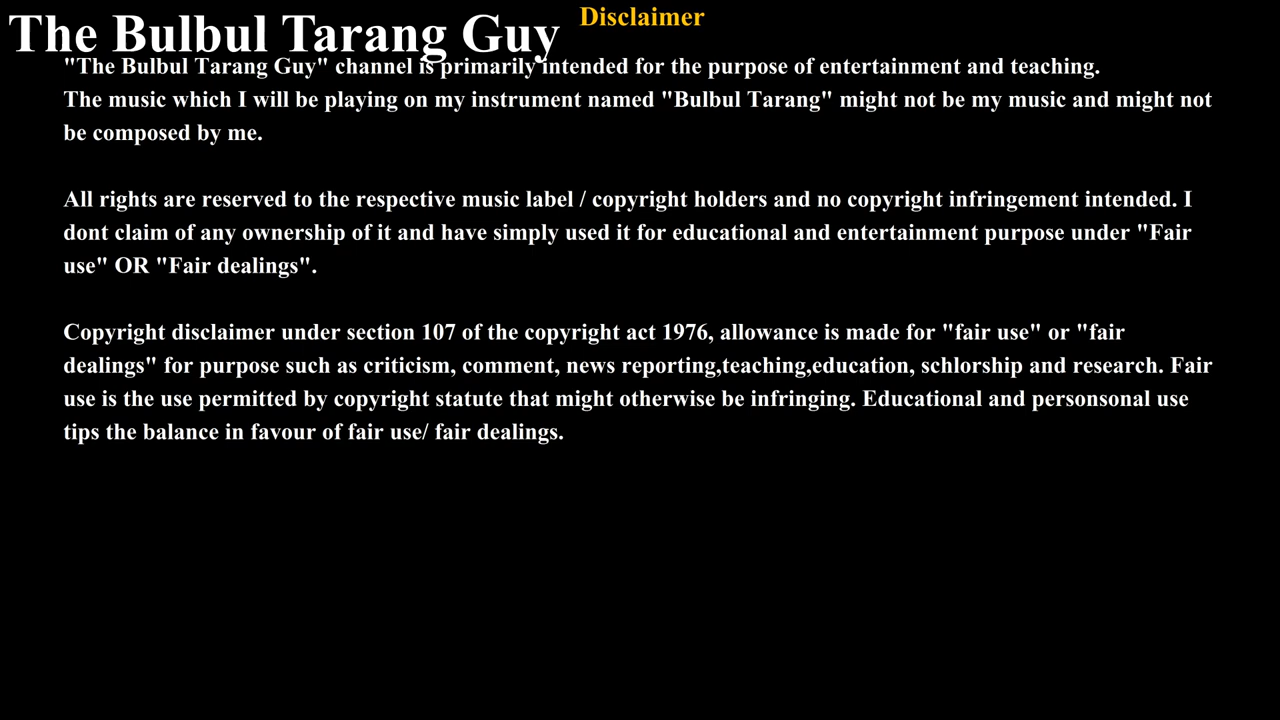 The Bulbul Tarang Guy
Disclaimer
"The Bulbul Tarang Guy" channel is primarily intended for the purpose of entertainment and teaching.
The music which I will be playing on my instrument named "Bulbul Tarang" might not be my music and might not
be composed by me.
All rights are reserved to the respective music label / copyright holders and no copyright infringement intended. I
dont claim of any ownership of it and have simply used it for educational and entertainment purpose under "Fair
use" OR "Fair dealings".
Copyright disclaimer under section 107 of the copyright act 1976, allowance is made for "fair use" or "fair
dealings" for purpose such as criticism, comment, news reporting,teaching,education, schlorship and research. Fair
use is the use permitted by copyright statute that might otherwise be infringing. Educational and personsonal use
tips the balance in favour of fair use/ fair dealings.